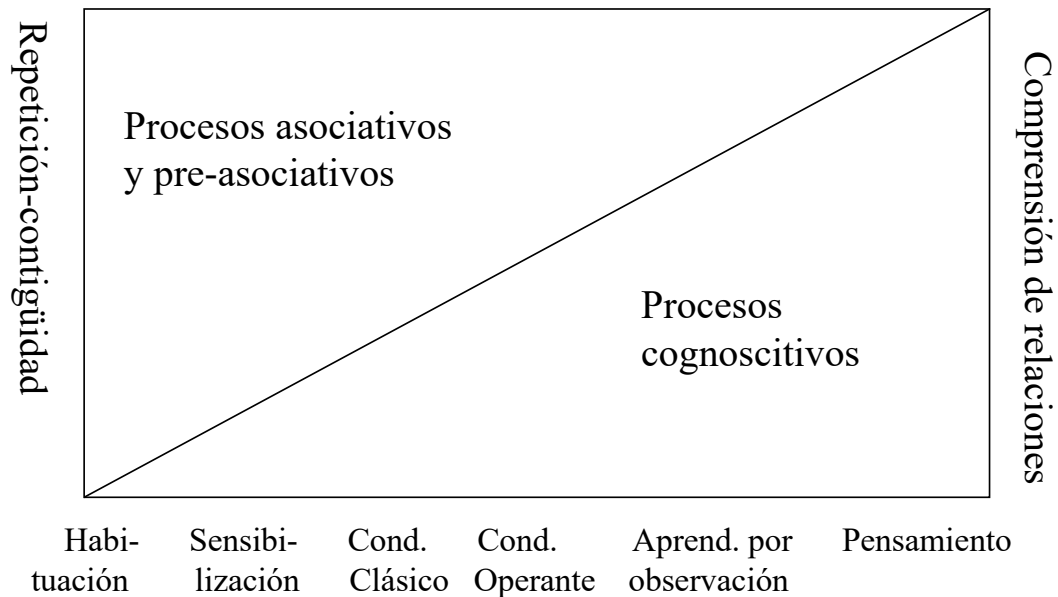 Repetición-contigüidad
Procesos asociativos
y pre-asociativos
Procesos
cognoscitivos
Comprensión de relaciones
Habi-
tuación
Sensibi-
lización
Cond.
Clásico
Cond.
Operante
Aprend. por
observación
Pensamiento